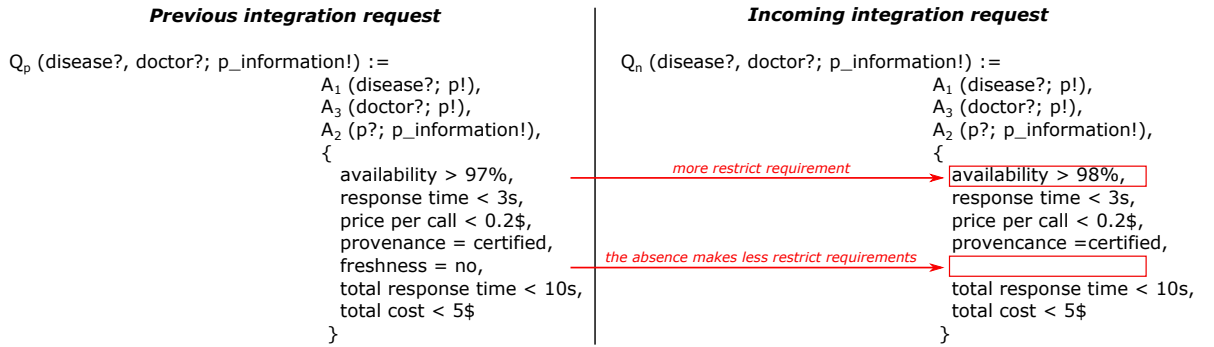 Previous integration request
Qₚ (disease?, doctor?; p_information!) :=
A₁ (disease?; p!),
A₃ (doctor?; p!),
A₂ (p?; p_information!),
{
availability > 97%,
response time < 3s,
price per call < 0.2$,
provenance = certified,
freshness = no,
total response time < 10s,
total cost < 5$
}
more restrict requirement
the absence makes less restrict requirements
Incoming integration request
Qₙ (disease?, doctor?; p_information!) :=
A₁ (disease?; p!),
A₃ (doctor?; p!),
A₂ (p?; p_information!),
{
availability > 98%,
response time < 3s,
price per call < 0.2$,
provencance =certified,
total response time < 10s,
total cost < 5$
}